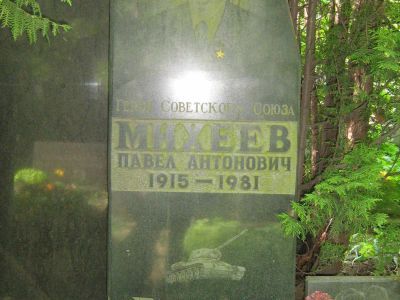 Герой Советского Союза
МИХЕЕВ
ПАВЕЛ АНТОНОВИЧ
1915—1981